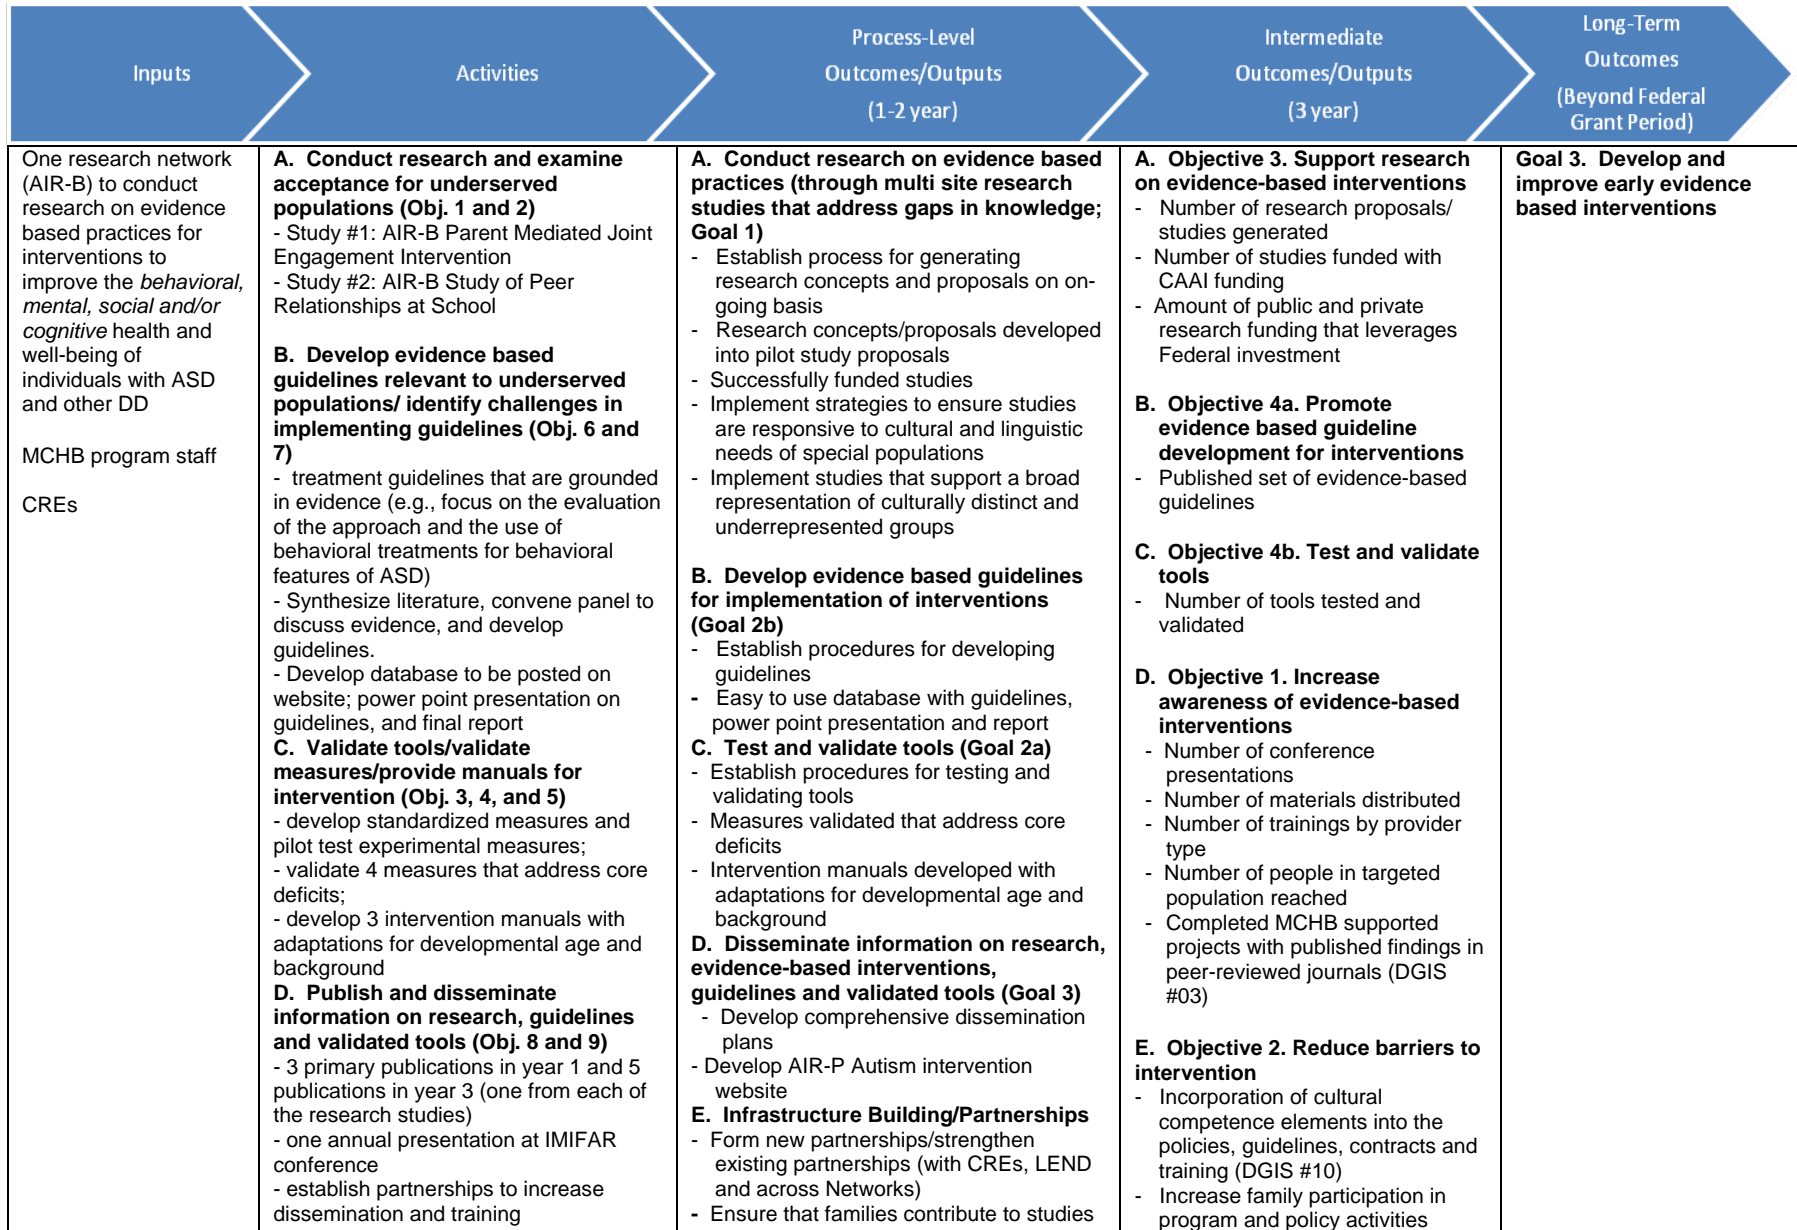 Inputs
Activities
Process-Level
Outcomes/Outputs
(1-2 year)
Intermediate
Outcomes/Outputs
(3 year)
Long-Term
Outcomes
(Beyond Federal
Grant Period)
One research network
(AIR-B) to conduct
research on evidence
based practices for
interventions to
improve the behavioral,
mental, social and/or
cognitive health and
well-being of
individuals with ASD
and other DD
MCHB program staff
CREs
A. Conduct research and examine
acceptance for underserved
populations (Obj. 1 and 2)
- Study #1: AIR-B Parent Mediated Joint
Engagement Intervention
- Study #2: AIR-B Study of Peer
Relationships at School
B. Develop evidence based
guidelines relevant to underserved
populations/ identify challenges in
implementing guidelines (Obj. 6 and
7)
- treatment guidelines that are grounded
in evidence (e.g., focus on the evaluation
of the approach and the use of
behavioral treatments for behavioral
features of ASD)
- Synthesize literature, convene panel to
discuss evidence, and develop
guidelines.
- Develop database to be posted on
website; power point presentation on
guidelines, and final report
C. Validate tools/validate
measures/provide manuals for
intervention (Obj. 3, 4, and 5)
- develop standardized measures and
pilot test experimental measures;
- validate 4 measures that address core
deficits;
- develop 3 intervention manuals with
adaptations for developmental age and
background
D. Publish and disseminate
information on research, guidelines
and validated tools (Obj. 8 and 9)
- 3 primary publications in year 1 and 5
publications in year 3 (one from each of
the research studies)
- one annual presentation at IMIFAR
conference
- establish partnerships to increase
dissemination and training
A. Conduct research on evidence based
practices (through multi site research
studies that address gaps in knowledge;
Goal 1)
- Establish process for generating
research concepts and proposals on on-
going basis
- Research concepts/proposals developed
into pilot study proposals
- Successfully funded studies
- Implement strategies to ensure studies
are responsive to cultural and linguistic
needs of special populations
- Implement studies that support a broad
representation of culturally distinct and
underrepresented groups
B. Develop evidence based guidelines
for implementation of interventions
(Goal 2b)
- Establish procedures for developing
guidelines
- Easy to use database with guidelines,
power point presentation and report
C. Test and validate tools (Goal 2a)
- Establish procedures for testing and
validating tools
- Measures validated that address core
deficits
- Intervention manuals developed with
adaptations for developmental age and
background
D. Disseminate information on research,
evidence-based interventions,
guidelines and validated tools (Goal 3)
- Develop comprehensive dissemination
plans
- Develop AIR-P Autism intervention
website
E. Infrastructure Building/Partnerships
- Form new partnerships/strengthen
existing partnerships (with CREs, LEND
and across Networks)
- Ensure that families contribute to studies
A. Objective 3. Support research
on evidence-based interventions
- Number of research proposals/
studies generated
- Number of studies funded with
CAAI funding
- Amount of public and private
research funding that leverages
Federal investment
B. Objective 4a. Promote
evidence based guideline
development for interventions
- Published set of evidence-based
guidelines
C. Objective 4b. Test and validate
tools
- Number of tools tested and
validated
D. Objective 1. Increase
awareness of evidence-based
interventions
- Number of conference
presentations
- Number of materials distributed
- Number of trainings by provider
type
- Number of people in targeted
population reached
- Completed MCHB supported
projects with published findings in
peer-reviewed journals (DGIS
#03)
E. Objective 2. Reduce barriers to
intervention
- Incorporation of cultural
competence elements into the
policies, guidelines, contracts and
training (DGIS #10)
- Increase family participation in
program and policy activities
Goal 3. Develop and
improve early evidence
based interventions